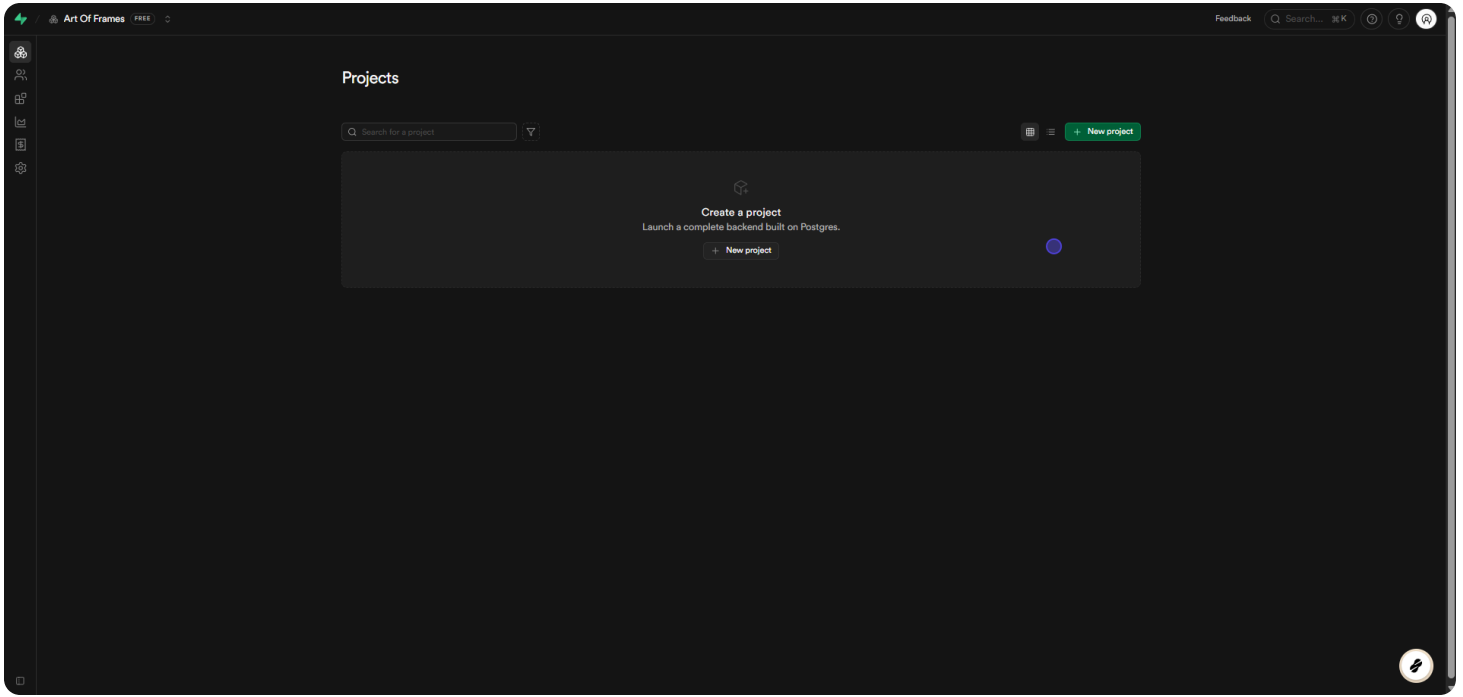 Art Of Frames FREE
Feedback
Search... ⌘K
Projects
Search for a project
New project
Create a project
Launch a complete backend built on Postgres.
New project